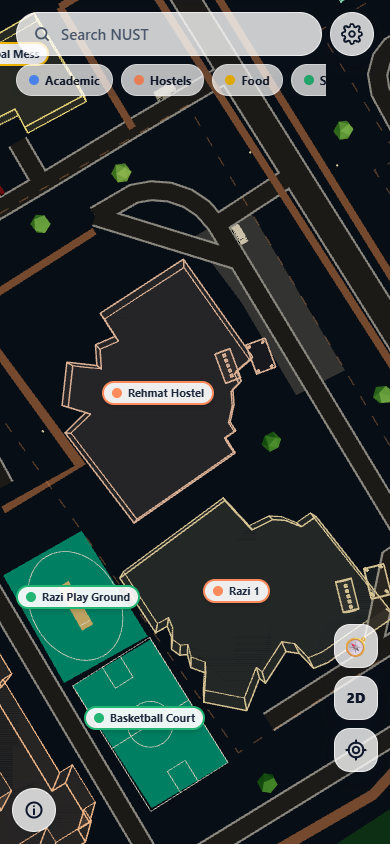 Search NUST
al Mess
Academic
Hostels
Food
S
Rehmat Hostel
Razi 1
Razi Play Ground
2D
Basketball Court